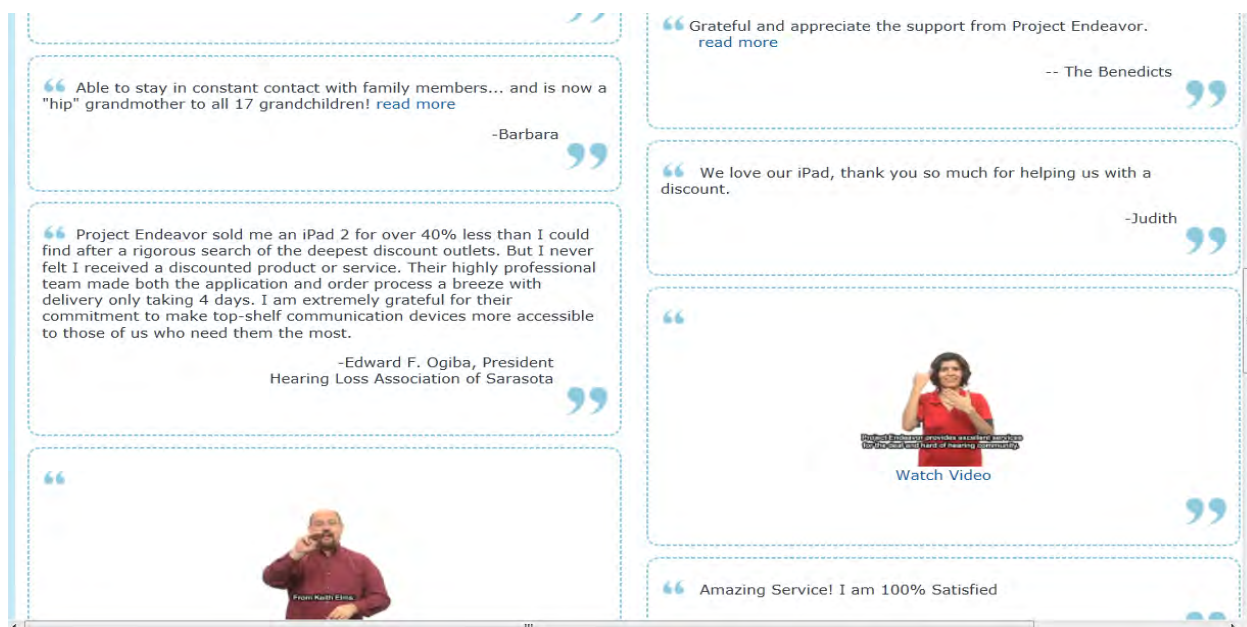 Able to stay in constant contact with family members... and is now a
"hip" grandmother to all 17 grandchildren! read more
-Barbara
Project Endeavor sold me an iPad 2 for over 40% less than I could
find after a rigorous search of the deepest discount outlets. But I never
felt I received a discounted product or service. Their highly professional
team made both the application and order process a breeze with
delivery only taking 4 days. I am extremely grateful for their
commitment to make top-shelf communication devices more accessible
to those of us who need them the most.
-Edward F. Ogiba, President
Hearing Loss Association of Sarasota
From Keith Elms
Grateful and appreciate the support from Project Endeavor.
read more
-- The Benedicts
We love our iPad, thank you so much for helping us with a
discount.
-Judith
Project Endeavor provides excellent services
for the deaf and hard of hearing community.
Watch Video
Amazing Service! I am 100% Satisfied